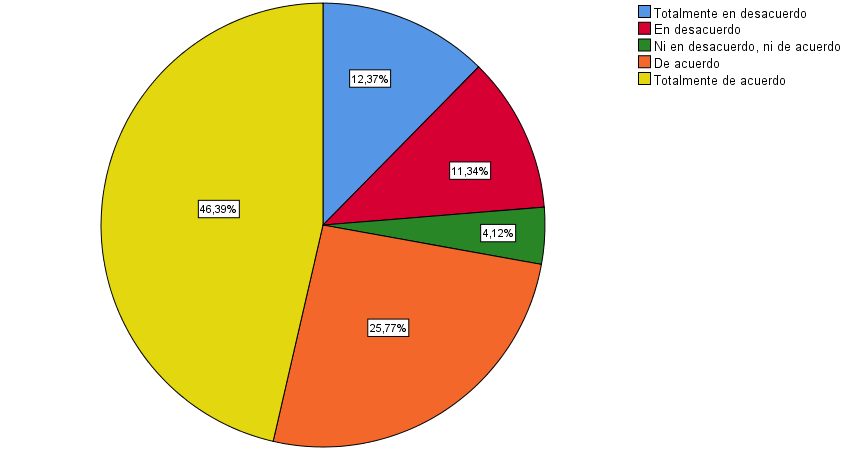 Totalmente en desacuerdo
En desacuerdo
Ni en desacuerdo, ni de acuerdo
De acuerdo
Totalmente de acuerdo
12,37%
11,34%
46,39%
4,12%
25,77%